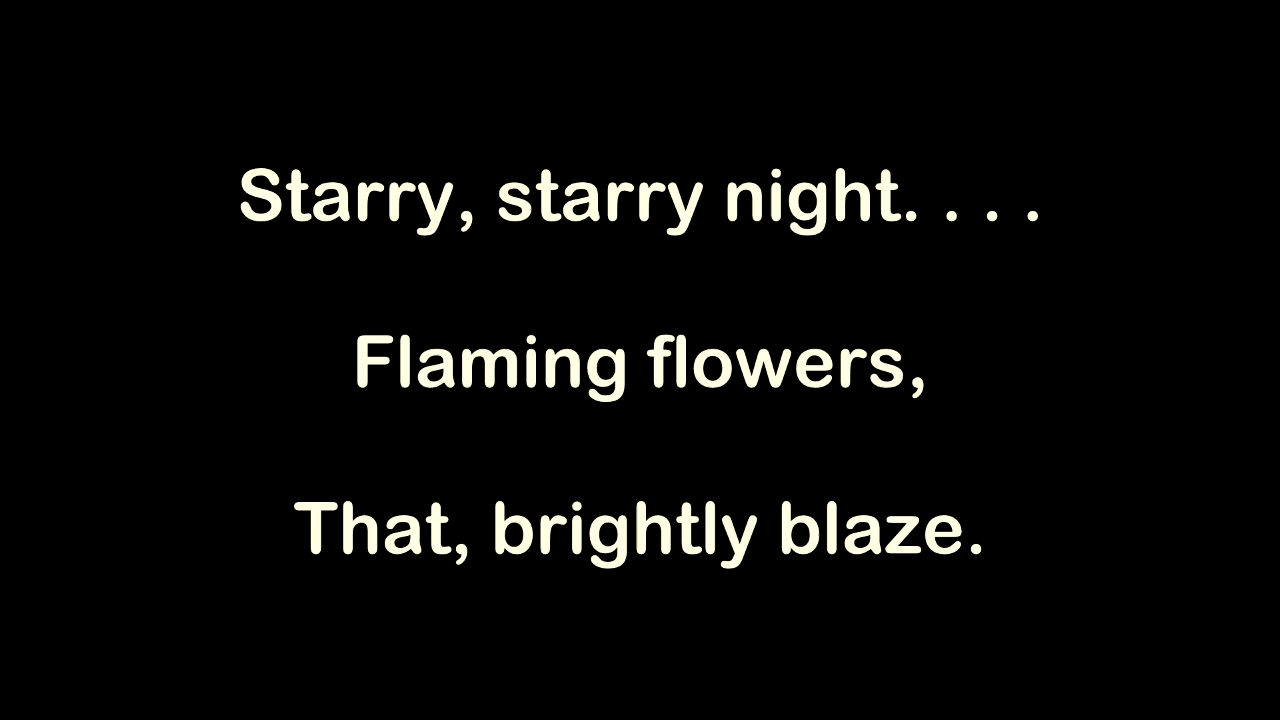 Starry, starry night. . . .
Flaming flowers,
That, brightly blaze.